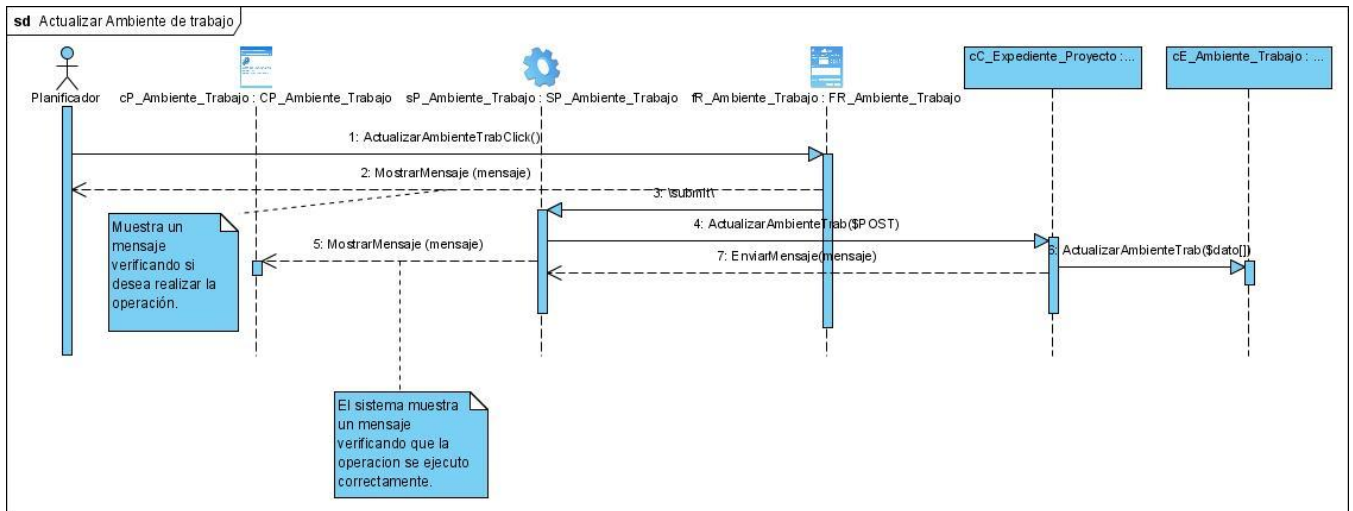 sd Actualizar Ambiente de trabajo
Planificador
cP_Ambiente_Trabajo : CP_Ambiente_Trabajo
sP_Ambiente_Trabajo : SP_Ambiente_Trabajo
fR_Ambiente_Trabajo : FR_Ambiente_Trabajo
cC_Expediente_Proyecto :...
cE_Ambiente_Trabajo : ...
1: ActualizarAmbienteTrabClick()
2: MostrarMensaje (mensaje)
3: \submit\
4: ActualizarAmbienteTrab($POST)
5: MostrarMensaje (mensaje)
7: EnviarMensaje(mensaje)
6: ActualizarAmbienteTrab($dato[])
Muestra un
mensaje
verificando si
desea realizar la
operación.
El sistema muestra
un mensaje
verificando que la
operacion se ejecuto
correctamente.